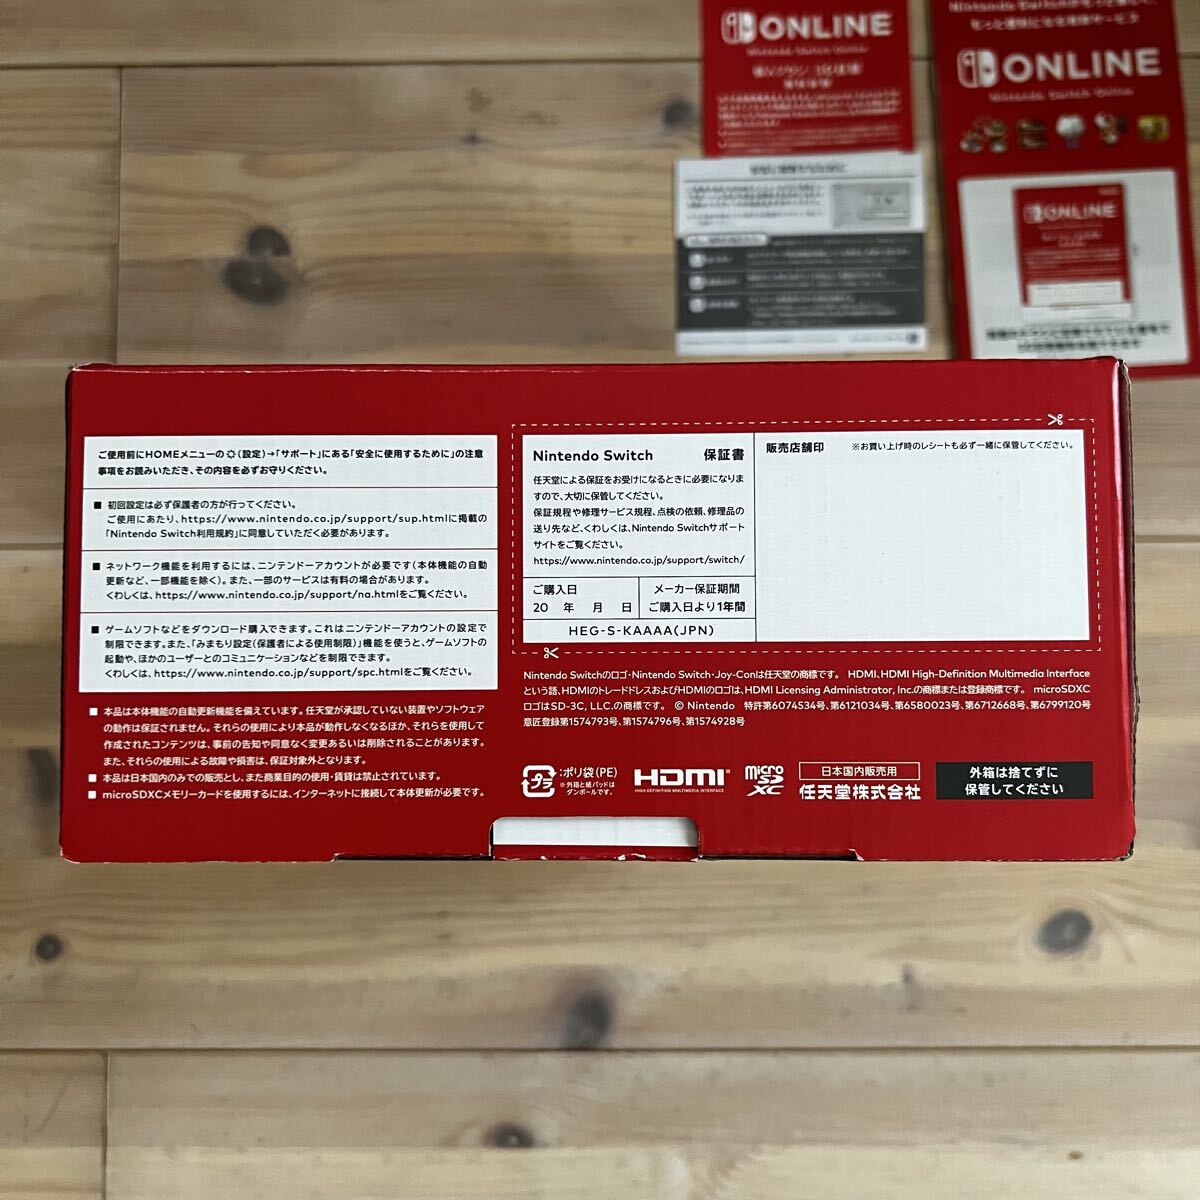 ONLINE
Nintendo Switch Online
もっと便利になる有料サービス
ONLINE
Nintendo Switch Online
ONLINE
ご使用前にHOMEメニューの(設定)→「サポート」にある「安全に使用するために」の注意
事項をお読みいただき、その内容を必ずお守りください。
■ 初回設定は必ず保護者の方が行ってください。
ご使用にあたり、https://www.nintendo.co.jp/support/sup.htmlに掲載の
「Nintendo Switch利用規約」に同意していただく必要があります。
■ ネットワーク機能を利用するには、ニンテンドーアカウントが必要です(本体機能の自動
更新など、一部機能を除く)。また、一部のサービスは有料の場合があります。
くわしくは、https://www.nintendo.co.jp/support/na.htmlをご覧ください。
■ ゲームソフトなどをダウンロード購入できます。これはニンテンドーアカウントの設定で
制限できます。また、「みまもり設定(保護者による使用制限)」機能を使うと、ゲームソフトの
起動や、ほかのユーザーとのコミュニケーションなどを制限できます。
くわしくは、https://www.nintendo.co.jp/support/spc.htmlをご覧ください。
■ 本品は本体機能の自動更新機能を備えています。任天堂が承認していない装置やソフトウェア
の動作は保証されません。それらの使用により本品が動作しなくなるほか、それらを使用して
作成されたコンテンツは、事前の告知や同意なく変更あるいは削除されることがあります。
また、それらの使用による故障や損害は、保証対象外となります。
■ 本品は日本国内のみでの販売とし、また商業目的の使用・賃貸は禁止されています。
■ microSDXCメモリーカードを使用するには、インターネットに接続して本体更新が必要です。
Nintendo Switch 保証書
任天堂による保証をお受けになるときに必要になりま
すので、大切に保管してください。
保証規程や修理サービス規程、点検の依頼、修理品の
送り先など、くわしくは、Nintendo Switchサポート
サイトをご覧ください。
https://www.nintendo.co.jp/support/switch/
ご購入日
20 年 月 日
メーカー保証期間
ご購入日より1年間
HEG-S-KAAAA(JPN)
販売店舗印 ※お買い上げ時のレシートも必ず一緒に保管してください。
Nintendo Switchのロゴ・Nintendo Switch・Joy-Conは任天堂の商標です。 HDMI、HDMI High-Definition Multimedia Interface
という語、HDMIのトレードドレスおよびHDMIのロゴは、HDMI Licensing Administrator, Inc.の商標または登録商標です。 microSDXC
ロゴはSD-3C, LLC.の商標です。 © Nintendo 特許第6074534号、第6121034号、第6580023号、第6712668号、第6799120号
意匠登録第1574793号、第1574796号、第1574928号
プラ
:ポリ袋(PE)
※外箱と紙パッドは
ダンボールです。
HDMI
HIGH-DEFINITION MULTIMEDIA INTERFACE
micro
SD
XC
日本国内販売用
任天堂株式会社
外箱は捨てずに
保管してください